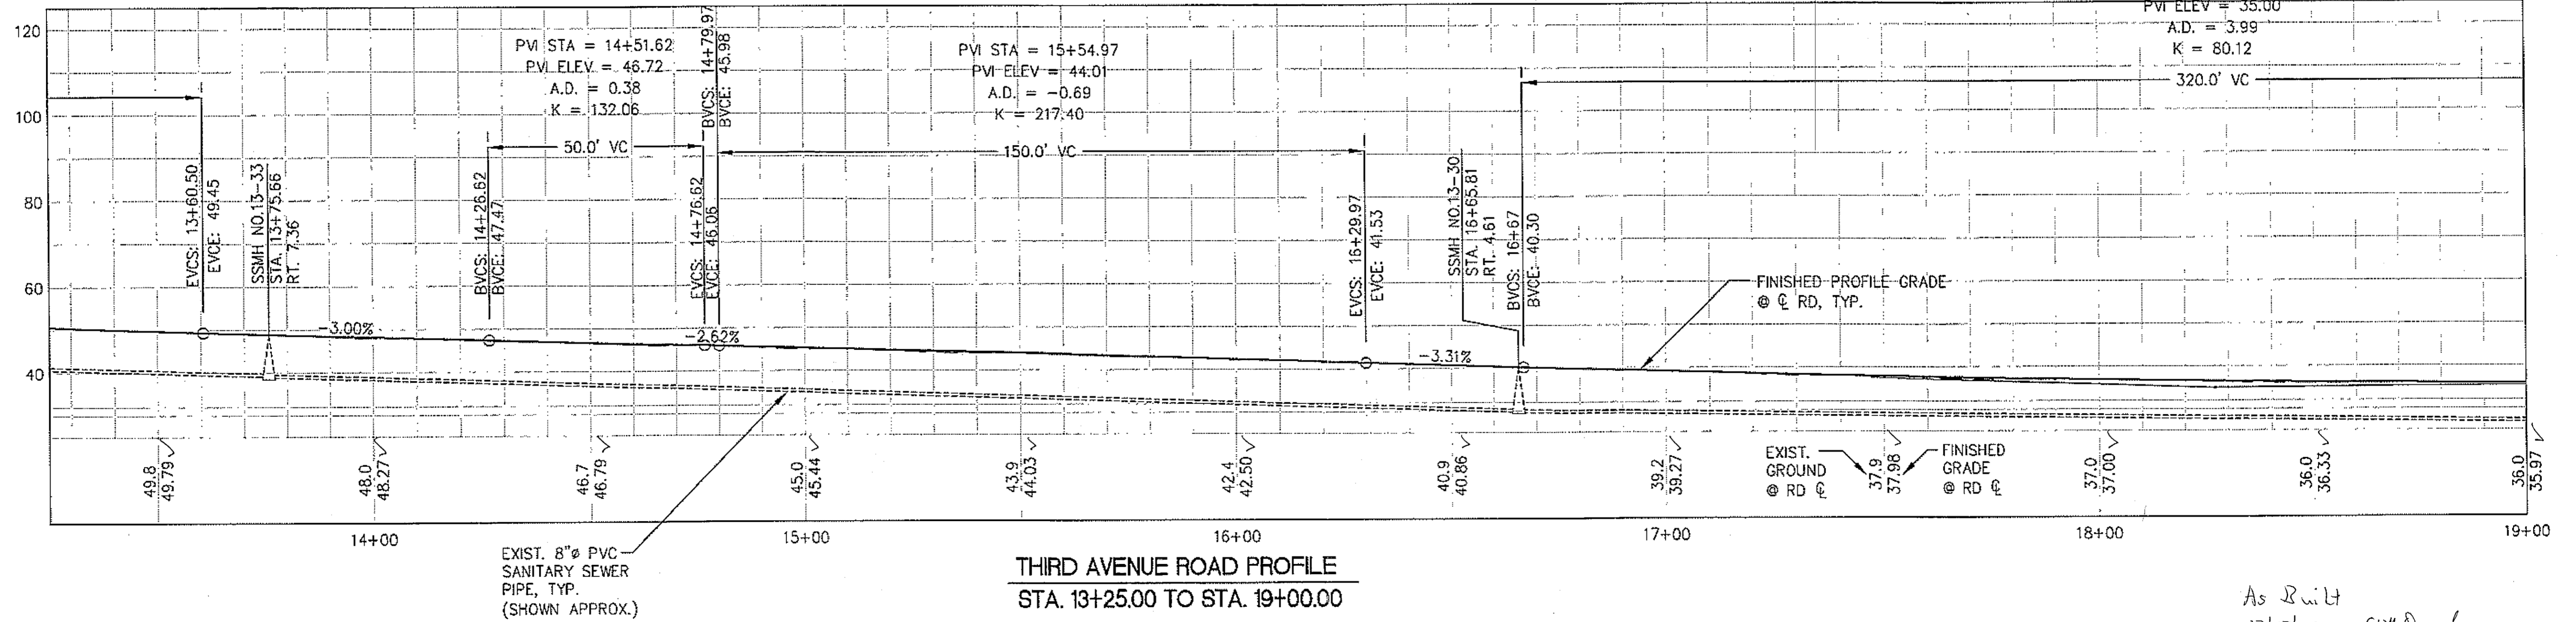 120
100
80
60
40
EVCS: 13+60.50
EVCE: 49.45
SSMH NO.13-33
STA. 13+75.66
RT. 7.36
-3.00%
PVI STA = 14+51.62
PVI ELEV = 46.72
A.D. = 0.38
K = 132.06
50.0' VC
BVCS: 14+26.62
BVCE: 47.47
EVCS: 14+76.62
EVCE: 46.06
BVCS: 14+79.97
BVCE: 45.98
-2.62%
PVI STA = 15+54.97
PVI ELEV = 44.01
A.D. = -0.69
K = 217.40
150.0' VC
EVCS: 16+29.97
EVCE: 41.53
SSMH NO.13-30
STA. 16+65.81
RT. 4.61
BVCS: 16+67
BVCE: 40.30
-3.31%
PVI ELEV = 35.00
A.D. = 3.99
K = 80.12
320.0' VC
FINISHED PROFILE GRADE
@ ℄ RD, TYP.
49.8
49.79
48.0
48.27
46.7
46.79
45.0
45.44
43.9
44.03
42.4
42.50
40.9
40.86
39.2
39.27
EXIST.
GROUND
@ RD ℄
37.9
37.98
FINISHED
GRADE
@ RD ℄
37.0
37.00
36.0
36.33
36.0
35.97
14+00
15+00
16+00
17+00
18+00
19+00
EXIST. 8"ø PVC
SANITARY SEWER
PIPE, TYP.
(SHOWN APPROX.)
THIRD AVENUE ROAD PROFILE
STA. 13+25.00 TO STA. 19+00.00
As Built